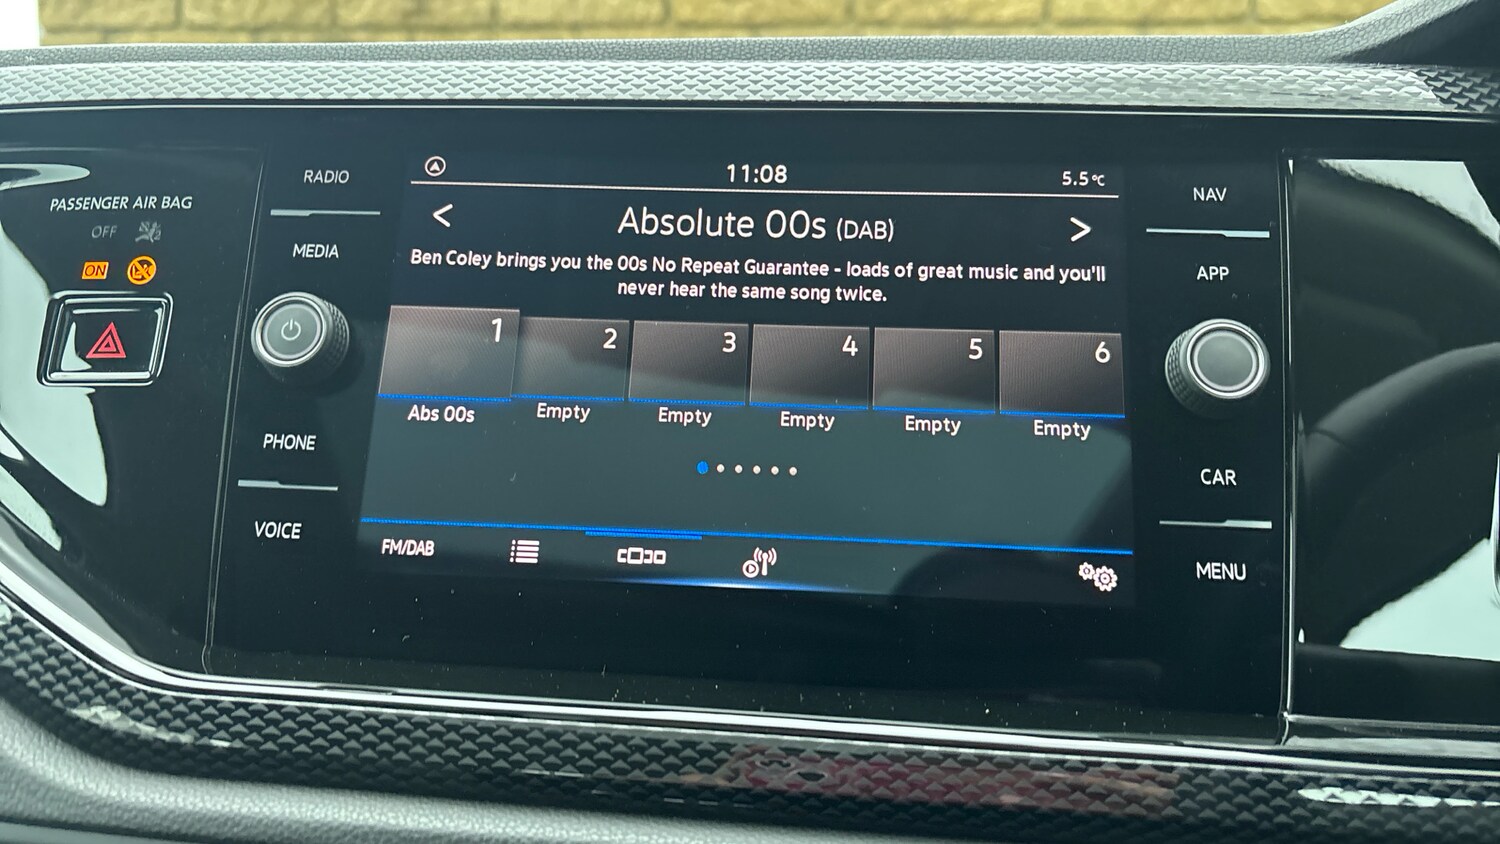 PASSENGER AIR BAG
OFF
ON
RADIO
MEDIA
PHONE
VOICE
11:08
5.5°C
< Absolute 00s (DAB) >
Ben Coley brings you the 00s No Repeat Guarantee - loads of great music and you'll
never hear the same song twice.
1 2 3 4 5 6
Abs 00s Empty Empty Empty Empty Empty
FM/DAB
NAV
APP
CAR
MENU